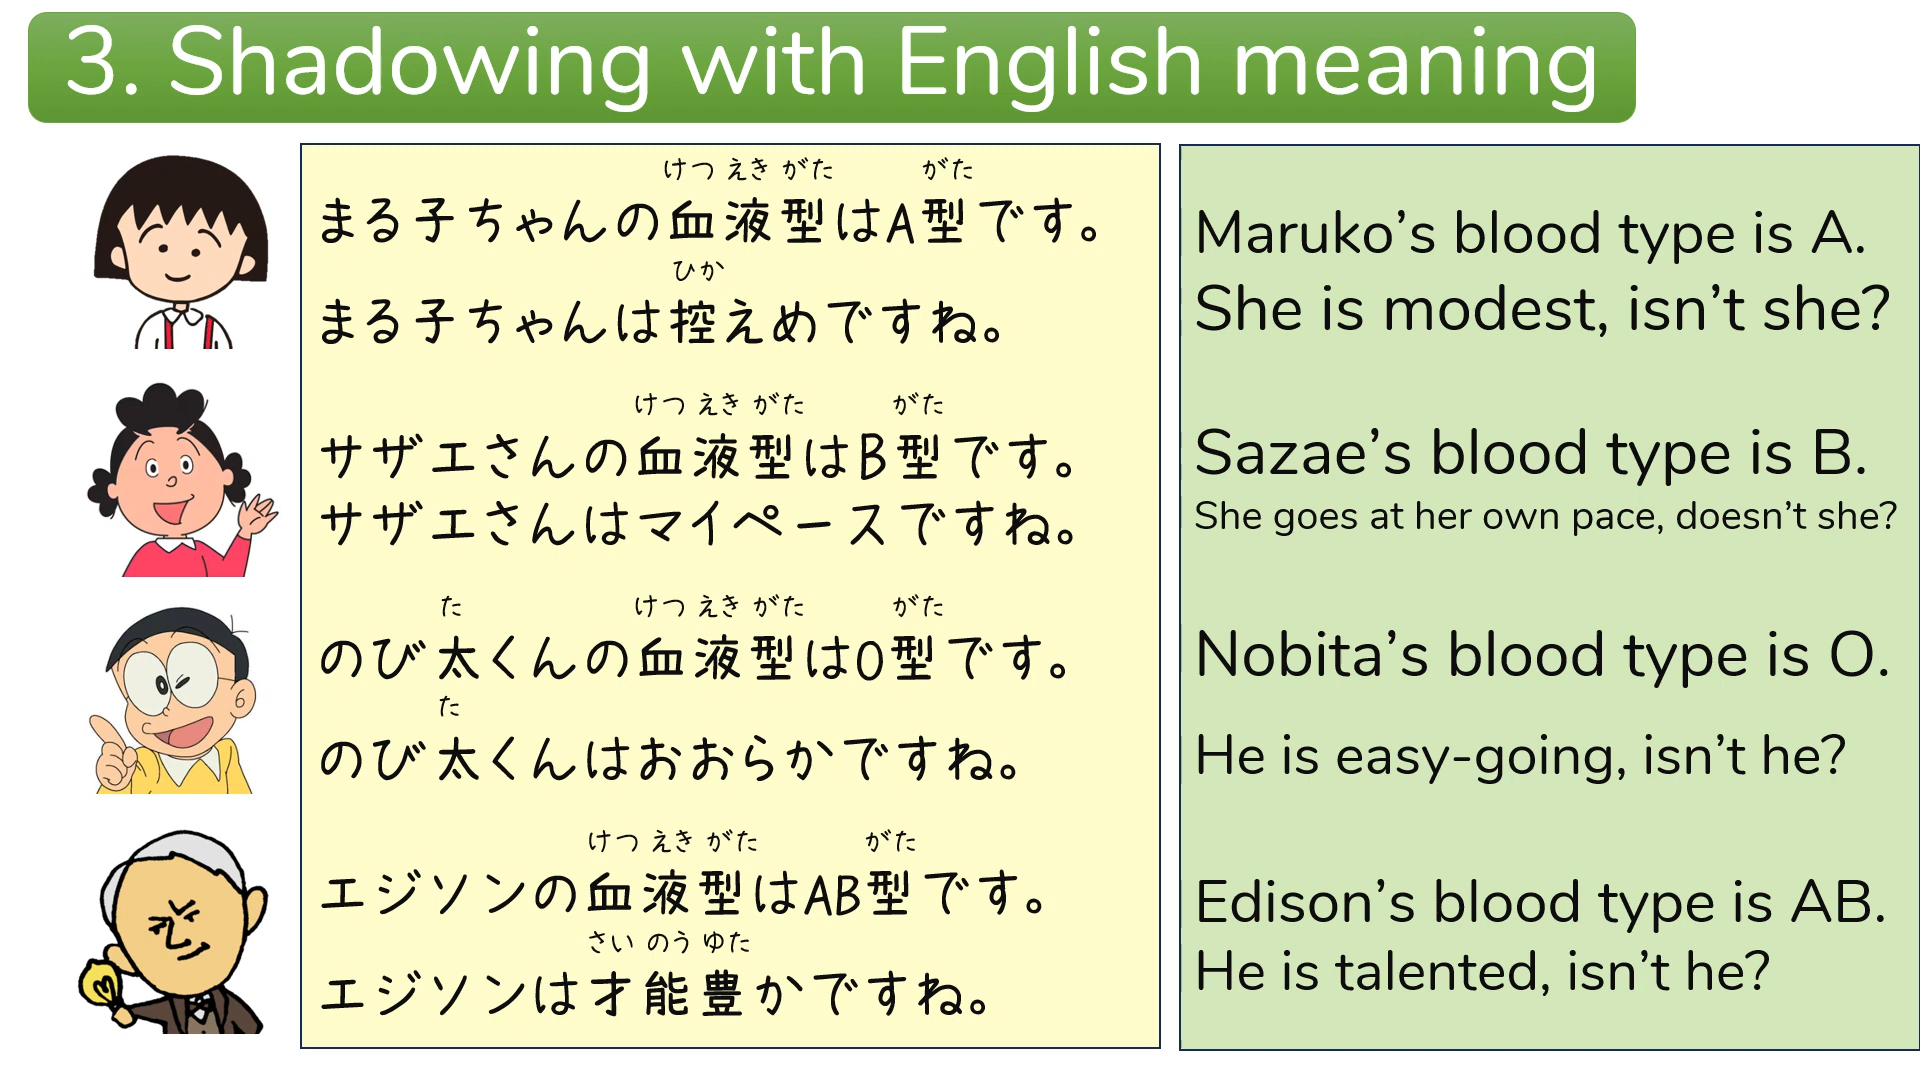 3. Shadowing with English meaning
けつ えき がた がた
まる子ちゃんの血液型はA型です。
ひか
まる子ちゃんは控えめですね。
けつ えき がた がた
サザエさんの血液型はB型です。
サザエさんはマイペースですね。
た けつ えき がた がた
のび太くんの血液型はO型です。
た
のび太くんはおおらかですね。
けつ えき がた がた
エジソンの血液型はAB型です。
さい のう ゆた
エジソンは才能豊かですね。
Maruko's blood type is A.
She is modest, isn't she?
Sazae's blood type is B.
She goes at her own pace, doesn't she?
Nobita's blood type is O.
He is easy-going, isn't he?
Edison's blood type is AB.
He is talented, isn't he?